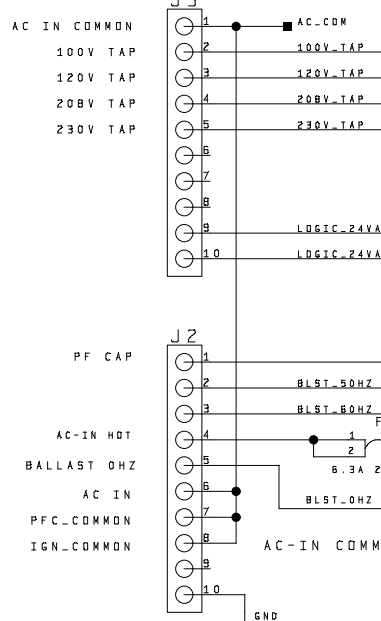 AC IN COMMON 1 AC_COM
100V TAP 2 100V_TAP
120V TAP 3 120V_TAP
208V TAP 4 208V_TAP
230V TAP 5 230V_TAP
6
7
8
9 LOGIC_24VA
10 LOGIC_24VA
J2
PF CAP 1
2 BLST_50HZ
3 BLST_60HZ
AC-IN HOT 4 1
BALLAST OHZ 5 2
6.3A 2
AC IN 6 BLST_0HZ
PFC_COMMON 7
IGN_COMMON 8 AC-IN COMM
9
10
GND